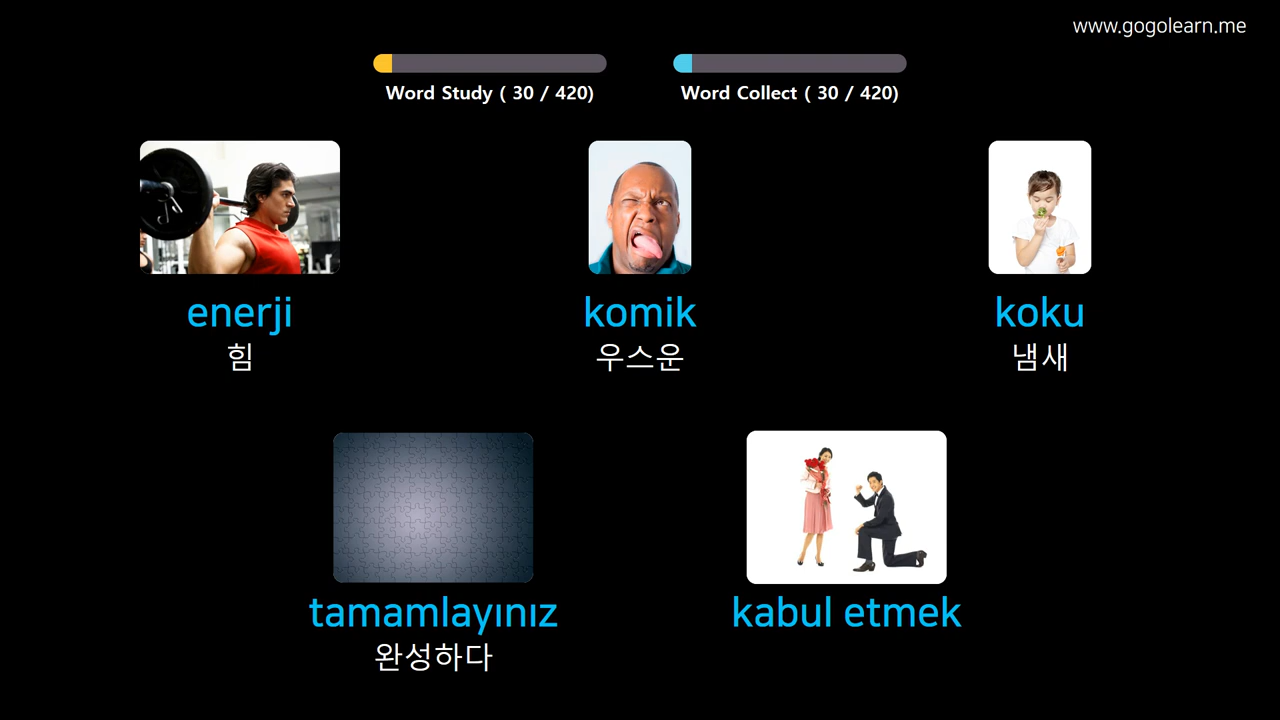 www.gogolearn.me
Word Study ( 30 / 420)
Word Collect ( 30 / 420)
enerji
힘
komik
우스운
koku
냄새
tamamlayınız
완성하다
kabul etmek